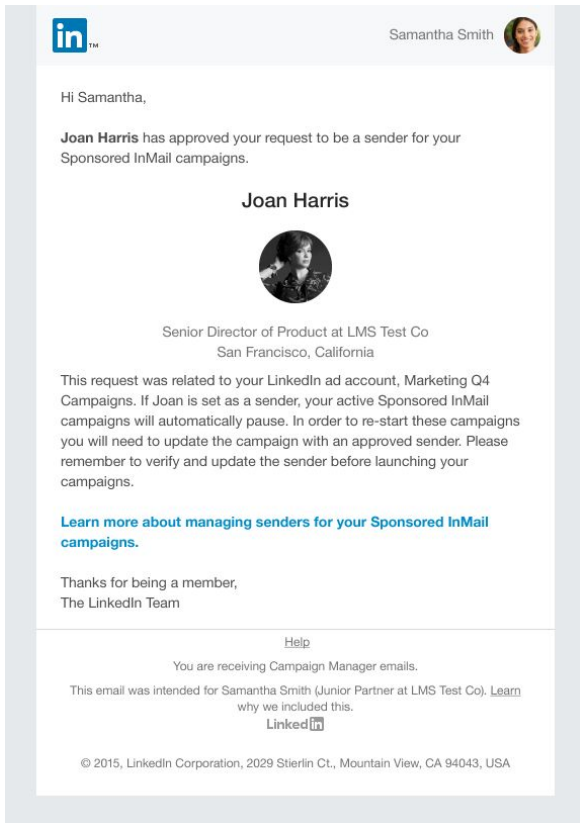 in™
Samantha Smith
Hi Samantha,
Joan Harris has approved your request to be a sender for your
Sponsored InMail campaigns.
Joan Harris
Senior Director of Product at LMS Test Co
San Francisco, California
This request was related to your LinkedIn ad account, Marketing Q4
Campaigns. If Joan is set as a sender, your active Sponsored InMail
campaigns will automatically pause. In order to re-start these campaigns
you will need to update the campaign with an approved sender. Please
remember to verify and update the sender before launching your
campaigns.
Learn more about managing senders for your Sponsored InMail
campaigns.
Thanks for being a member,
The LinkedIn Team
Help
You are receiving Campaign Manager emails.
This email was intended for Samantha Smith (Junior Partner at LMS Test Co). Learn
why we included this.
Linked in
© 2015, LinkedIn Corporation, 2029 Stierlin Ct., Mountain View, CA 94043, USA